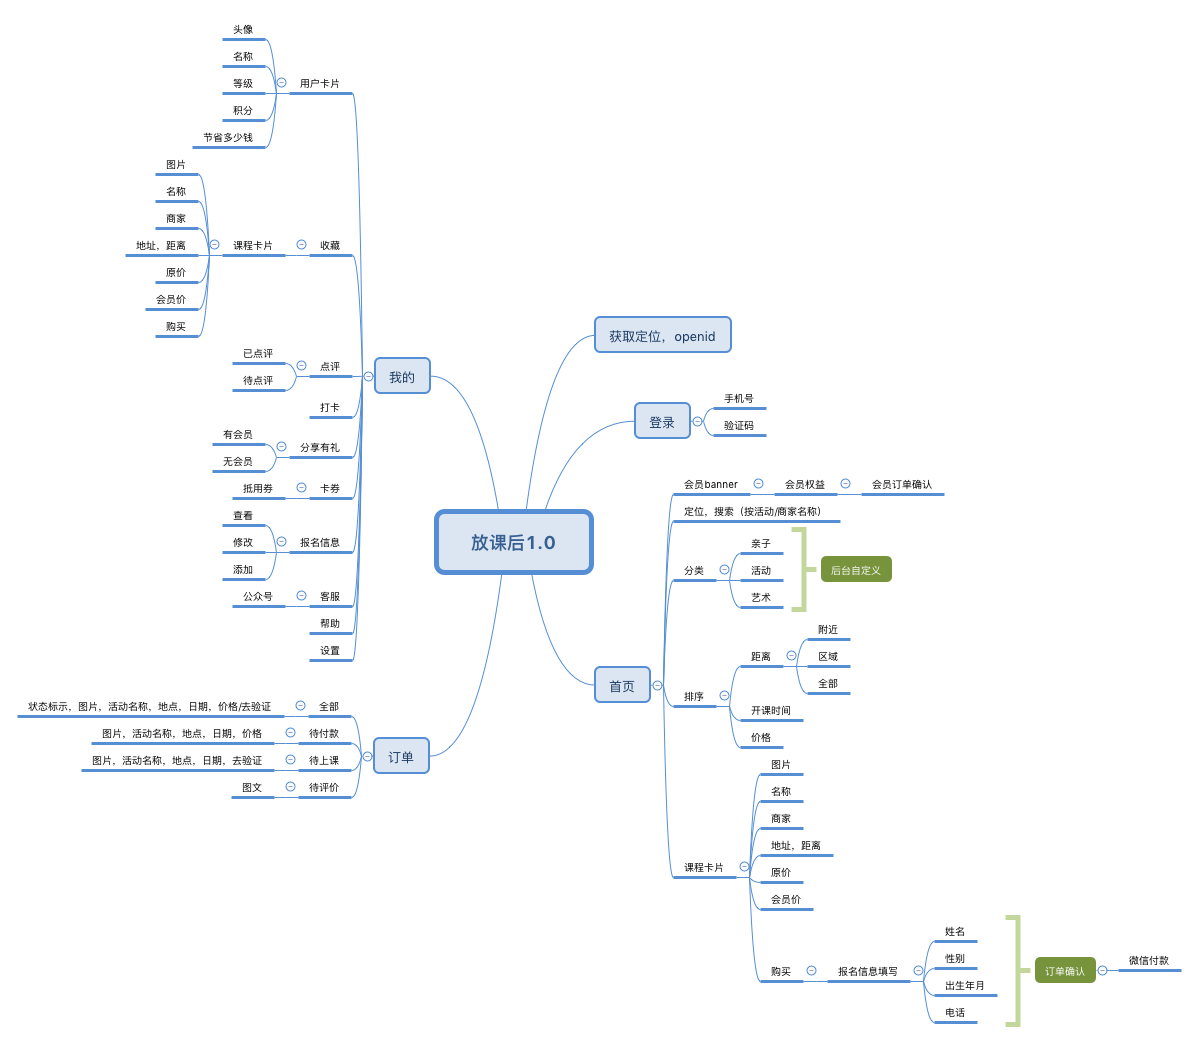 放课后1.0
获取定位，openid
登录
手机号
验证码
首页
会员banner
会员权益
会员订单确认
定位，搜索（按活动/商家名称）
分类
亲子
活动
艺术
后台自定义
排序
距离
附近
区域
全部
开课时间
价格
课程卡片
图片
名称
商家
地址，距离
原价
会员价
购买
报名信息填写
姓名
性别
出生年月
电话
订单确认
微信付款
我的
用户卡片
头像
名称
等级
积分
节省多少钱
收藏
课程卡片
图片
名称
商家
地址，距离
原价
会员价
购买
点评
已点评
待点评
打卡
分享有礼
有会员
无会员
卡券
抵用券
报名信息
查看
修改
添加
客服
公众号
帮助
设置
订单
全部
状态标示，图片，活动名称，地点，日期，价格/去验证
待付款
图片，活动名称，地点，日期，价格
待上课
图片，活动名称，地点，日期，去验证
待评价
图文